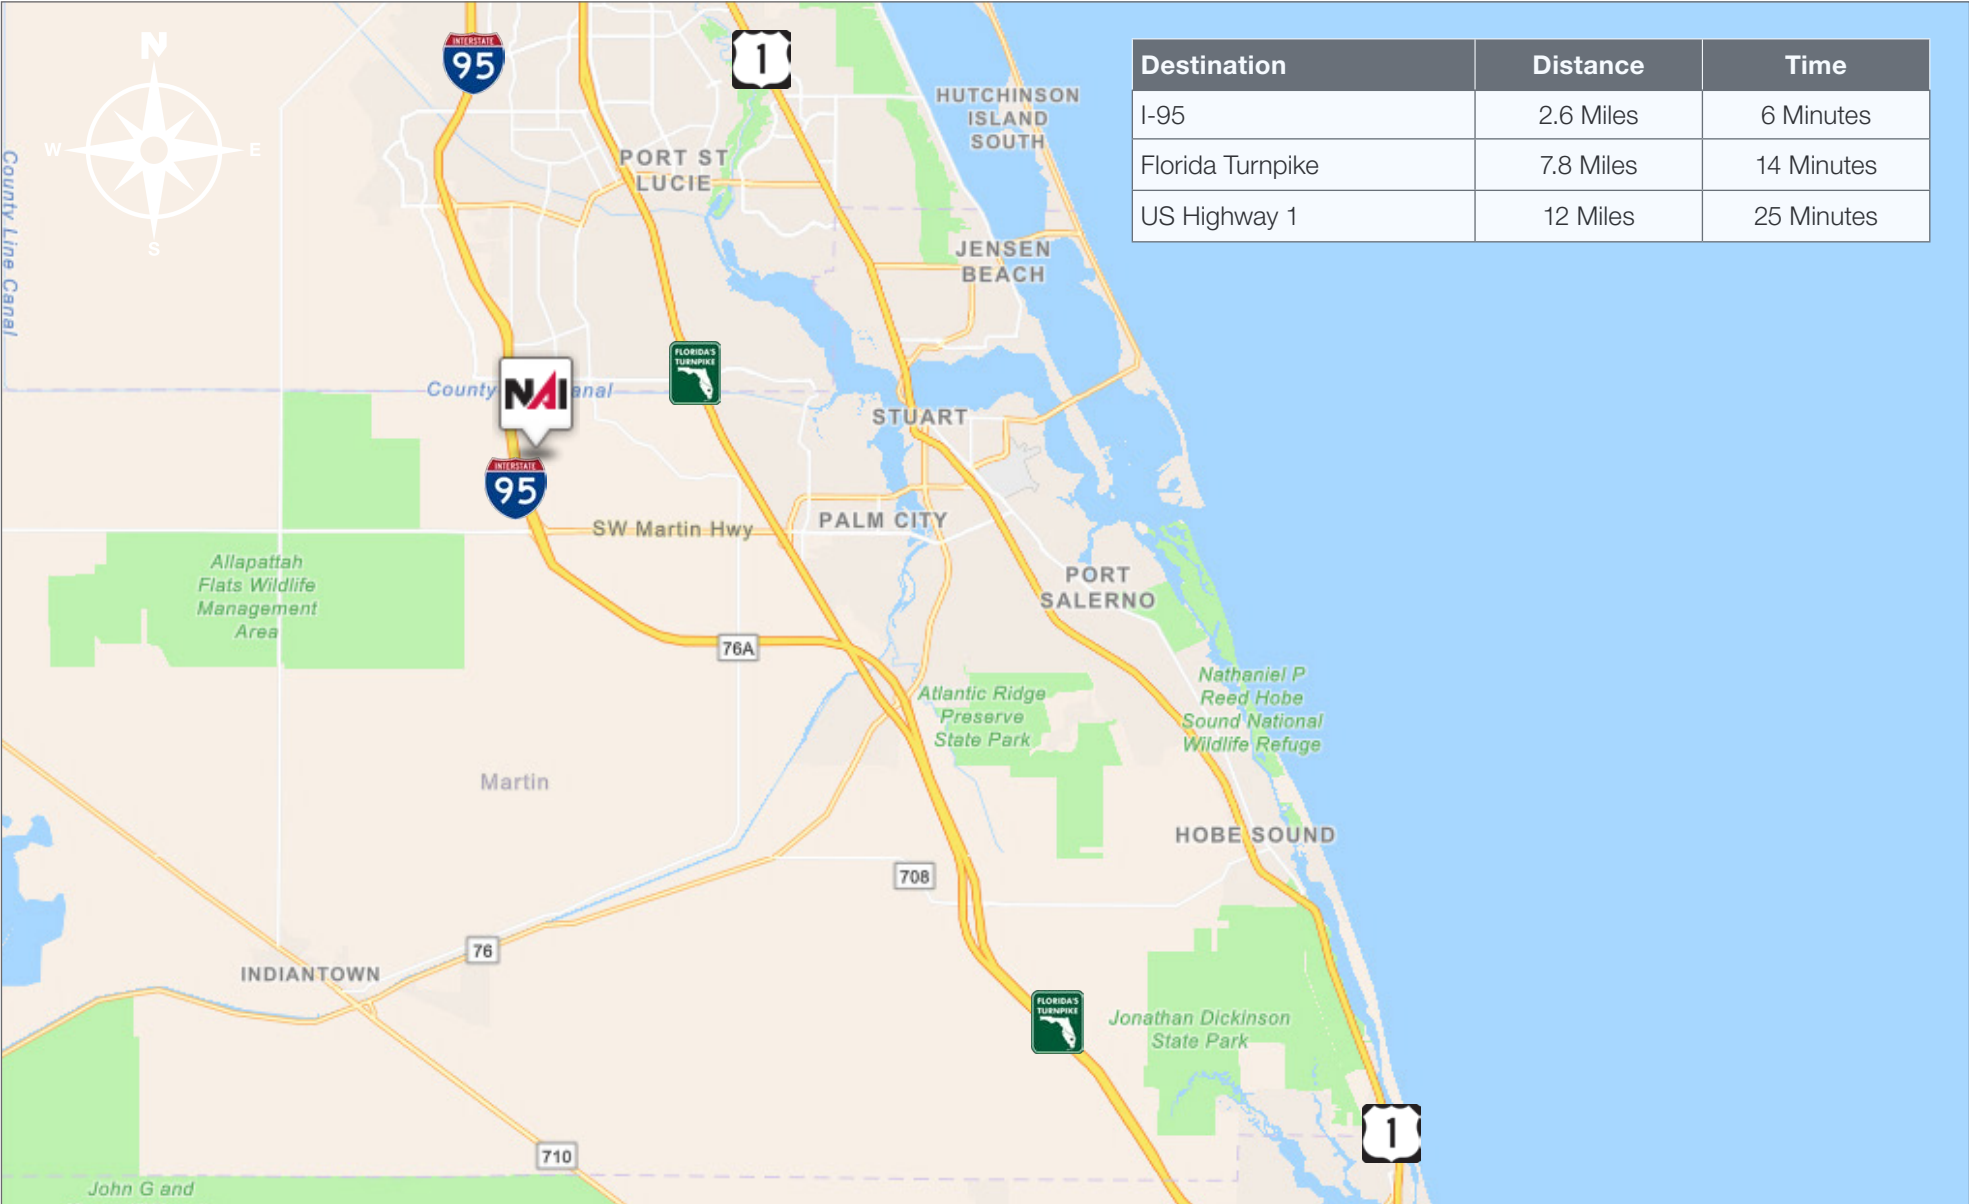 N
W
E
S
INTERSTATE
95
1
Destination Distance Time
I-95 2.6 Miles 6 Minutes
Florida Turnpike 7.8 Miles 14 Minutes
US Highway 1 12 Miles 25 Minutes
HUTCHINSON
ISLAND
SOUTH
County Line Canal
PORT ST
LUCIE
JENSEN
BEACH
FLORIDA'S
TURNPIKE
County
anal
NAI
STUART
INTERSTATE
95
SW Martin Hwy
PALM CITY
Allapattah
Flats Wildlife
Management
Area
PORT
SALERNO
76A
Atlantic Ridge
Preserve
State Park
Nathaniel P
Reed Hobe
Sound National
Wildlife Refuge
Martin
HOBE SOUND
708
76
INDIANTOWN
FLORIDA'S
TURNPIKE
Jonathan Dickinson
State Park
1
710
John G and